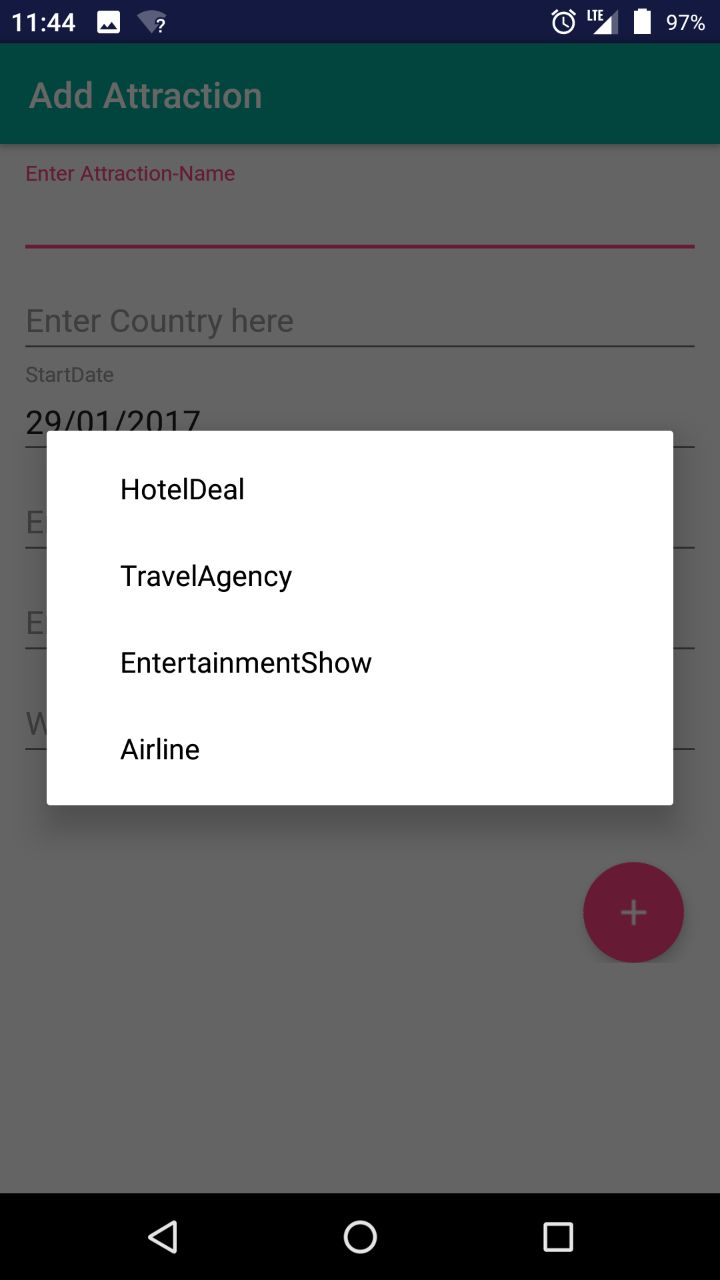 11:44 ? LTE 97%
Add Attraction
Enter Attraction-Name
Enter Country here
StartDate
29/01/2017
HotelDeal
TravelAgency
EntertainmentShow
Airline